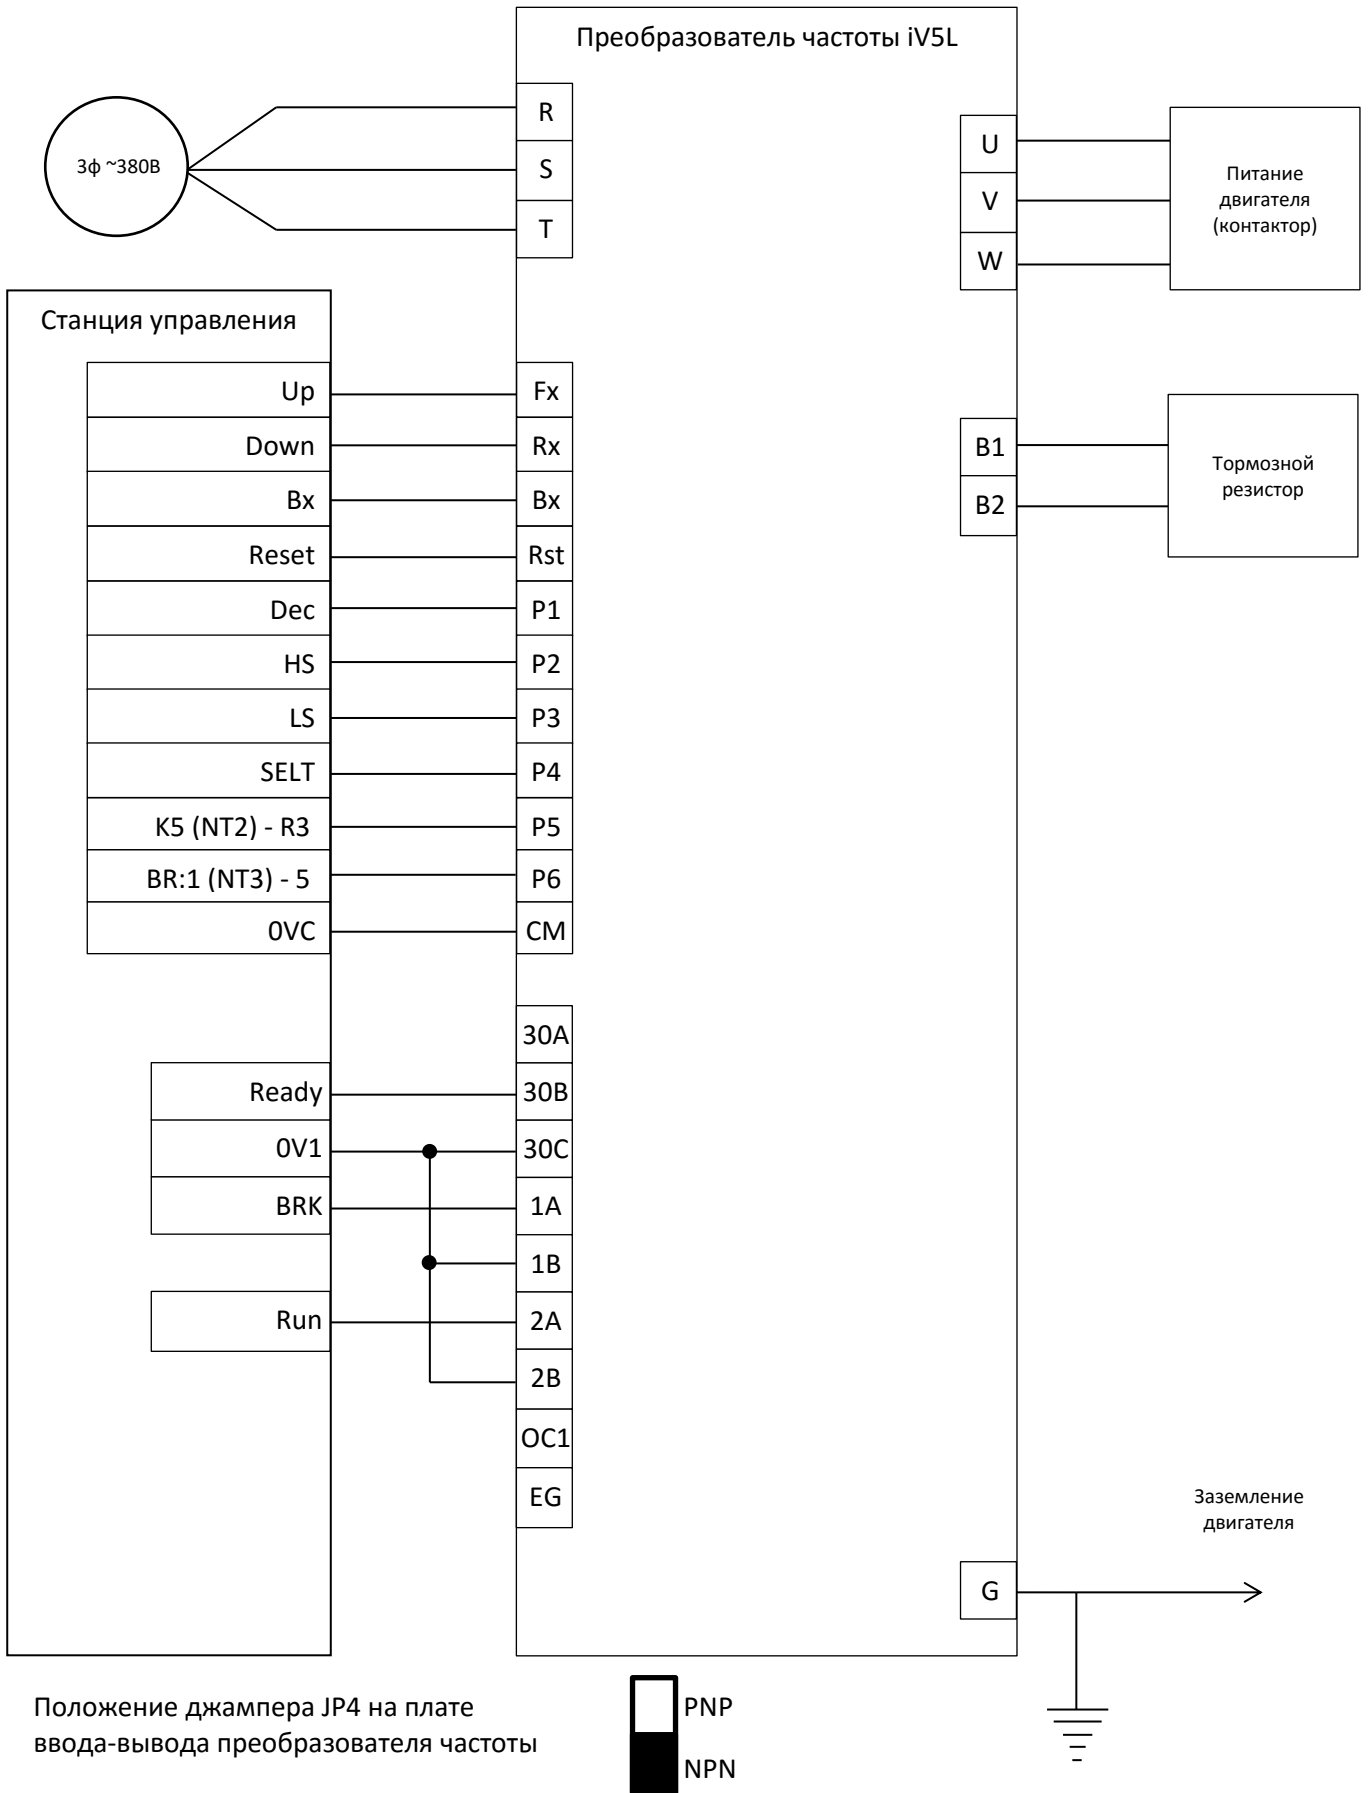 Преобразователь частоты iV5L
3ф ~380В
R
S
T
U
V
W
Питание
двигателя
(контактор)
Станция управления
Up
Fx
Down
Rx
Bx
Bx
Reset
Rst
Dec
P1
HS
P2
LS
P3
SELT
P4
K5 (NT2) - R3
P5
BR:1 (NT3) - 5
P6
0VC
CM
B1
B2
Тормозной
резистор
30A
Ready
30B
0V1
30C
BRK
1A
1B
Run
2A
2B
OC1
EG
Заземление
двигателя
G
Положение джампера JP4 на плате
ввода-вывода преобразователя частоты
PNP
NPN